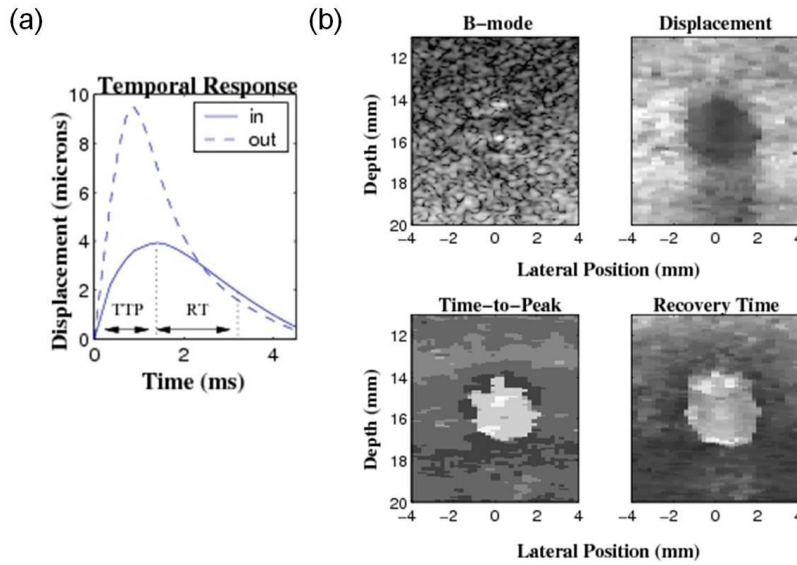 (a)
Temporal Response
10
8
6
4
2
0
in
out
TTP
RT
0 2 4
Displacement (microns)
Time (ms)
(b)
B-mode
Displacement
12
14
16
18
20
Depth (mm)
−4 −2 0 2 4
−4 −2 0 2 4
Lateral Position (mm)
Time-to-Peak
Recovery Time
12
14
16
18
20
Depth (mm)
−4 −2 0 2 4
−4 −2 0 2 4
Lateral Position (mm)